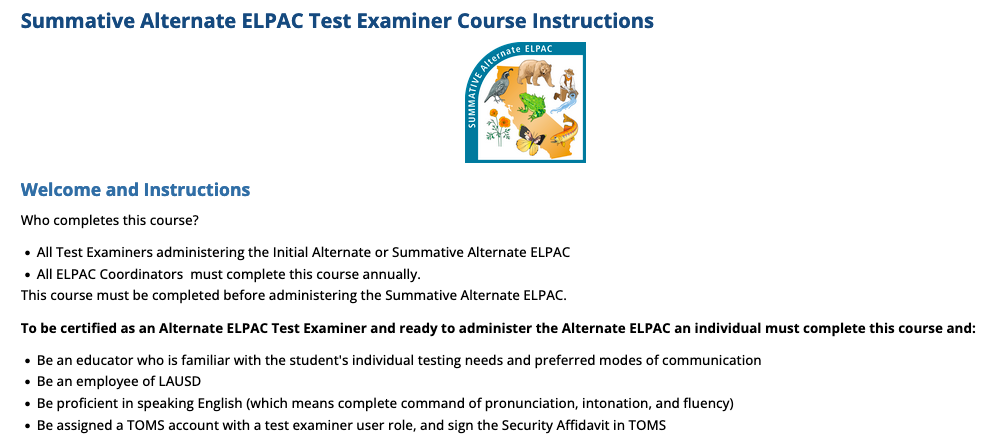 Summative Alternate ELPAC Test Examiner Course Instructions
SUMMATIVE Alternate ELPAC
Welcome and Instructions
Who completes this course?
• All Test Examiners administering the Initial Alternate or Summative Alternate ELPAC
• All ELPAC Coordinators  must complete this course annually.
This course must be completed before administering the Summative Alternate ELPAC.
To be certified as an Alternate ELPAC Test Examiner and ready to administer the Alternate ELPAC an individual must complete this course and:
• Be an educator who is familiar with the student's individual testing needs and preferred modes of communication
• Be an employee of LAUSD
• Be proficient in speaking English (which means complete command of pronunciation, intonation, and fluency)
• Be assigned a TOMS account with a test examiner user role, and sign the Security Affidavit in TOMS